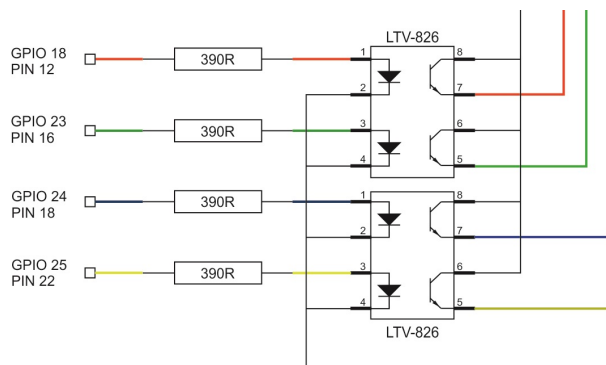 LTV-826
GPIO 18
PIN 12
390R
1
8
2
7
GPIO 23
PIN 16
390R
3
6
4
5
GPIO 24
PIN 18
390R
1
8
2
7
GPIO 25
PIN 22
390R
3
6
4
5
LTV-826